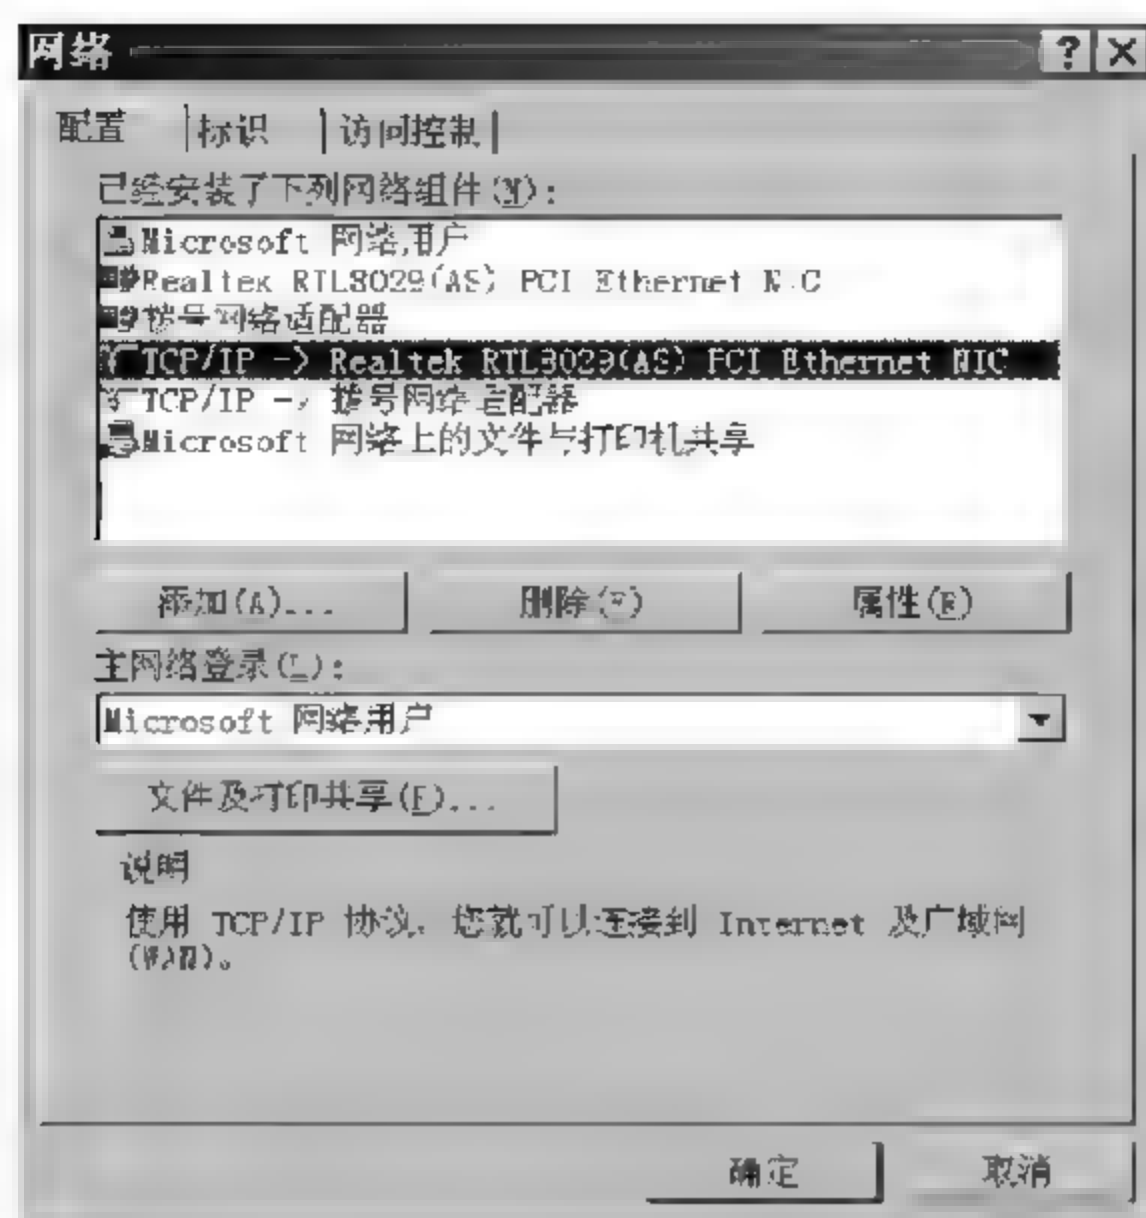 网络
配置 标识 访问控制
已经安装了下列网络组件(N):
Microsoft 网络用户
Realtek RTL8029(AS) PCI Ethernet NIC
拨号网络适配器
TCP/IP -> Realtek RTL8029(AS) PCI Ethernet NIC
TCP/IP -> 拨号网络适配器
Microsoft 网络上的文件与打印机共享
添加(A)... 删除(E) 属性(R)
主网络登录(L):
Microsoft 网络用户
文件及打印共享(F)...
说明
使用 TCP/IP 协议，您就可以连接到 Internet 及广域网
(WAN)。
确定 取消